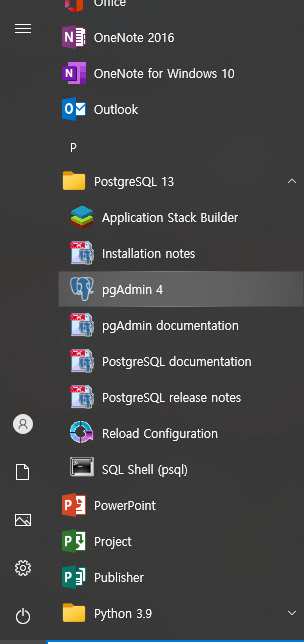 Office
OneNote 2016
OneNote for Windows 10
Outlook
P
PostgreSQL 13
Application Stack Builder
Installation notes
pgAdmin 4
pgAdmin documentation
PostgreSQL documentation
PostgreSQL release notes
Reload Configuration
SQL Shell (psql)
PowerPoint
Project
Publisher
Python 3.9